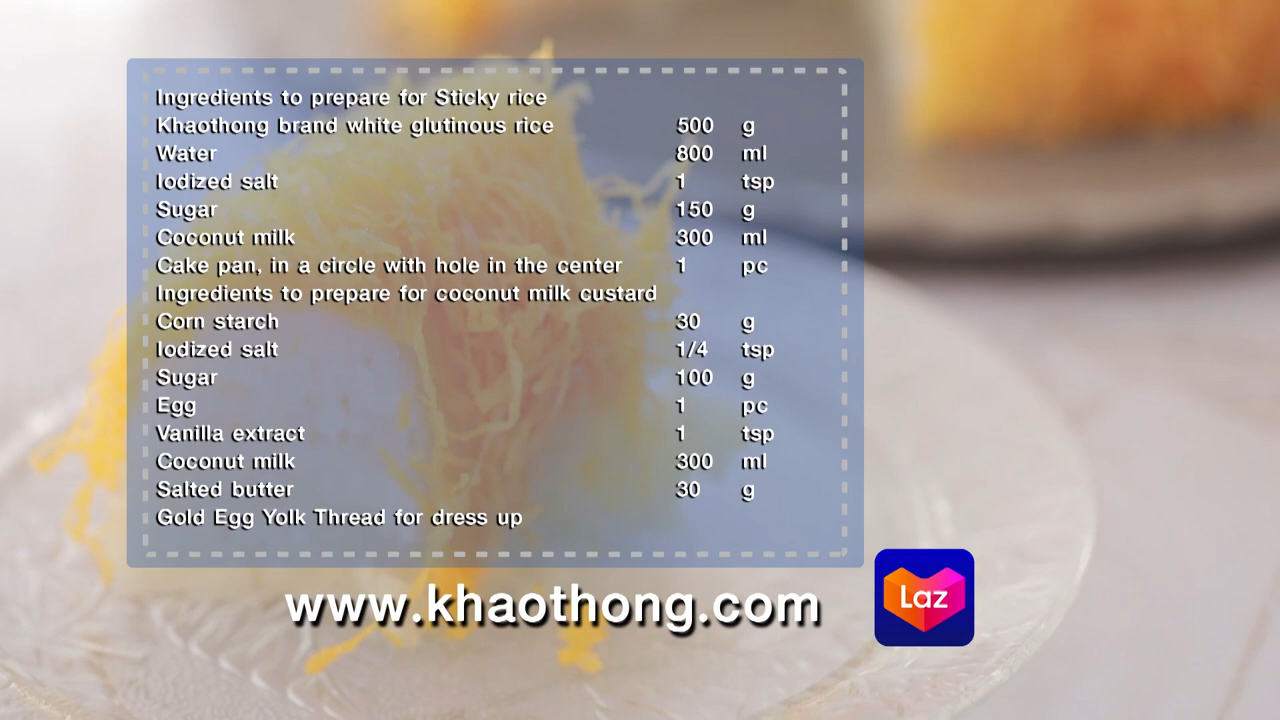 Ingredients to prepare for Sticky rice
Khaothong brand white glutinous rice 500 g
Water 800 ml
Iodized salt 1 tsp
Sugar 150 g
Coconut milk 300 ml
Cake pan, in a circle with hole in the center 1 pc
Ingredients to prepare for coconut milk custard
Corn starch 30 g
Iodized salt 1/4 tsp
Sugar 100 g
Egg 1 pc
Vanilla extract 1 tsp
Coconut milk 300 ml
Salted butter 30 g
Gold Egg Yolk Thread for dress up
www.khaothong.com
Laz